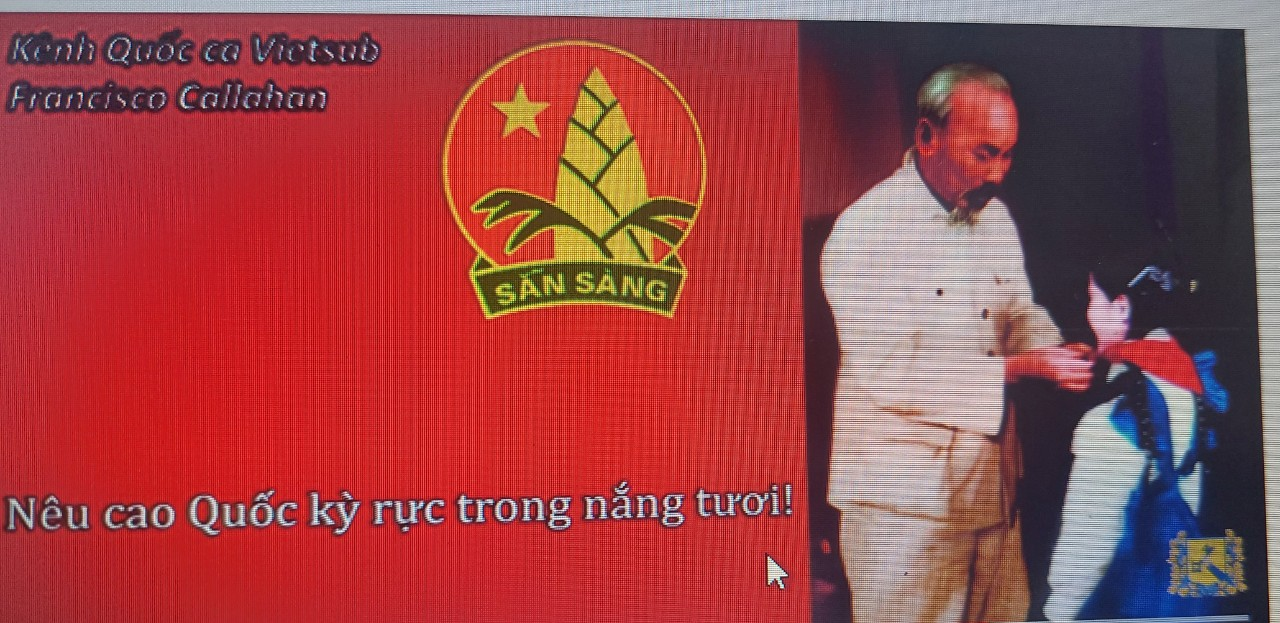 Kênh Quốc ca Vietsub
Francisco Callahan
SẴN SÀNG
Nêu cao Quốc kỳ rực trong nắng tươi!